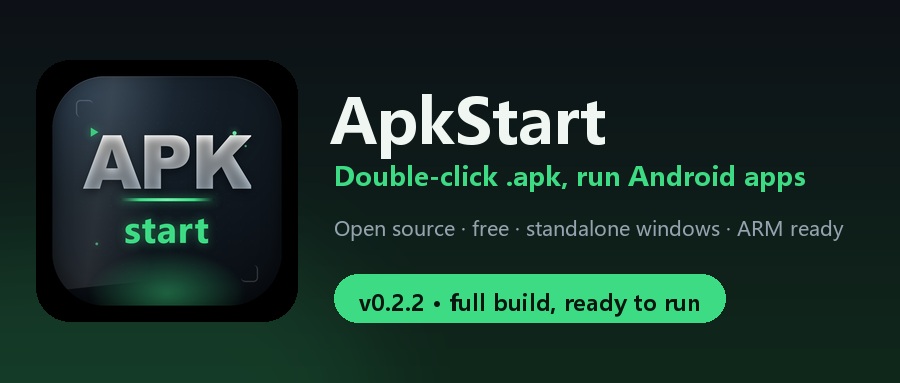 APK
start
ApkStart
Double-click .apk, run Android apps
Open source · free · standalone windows · ARM ready
v0.2.2 • full build, ready to run